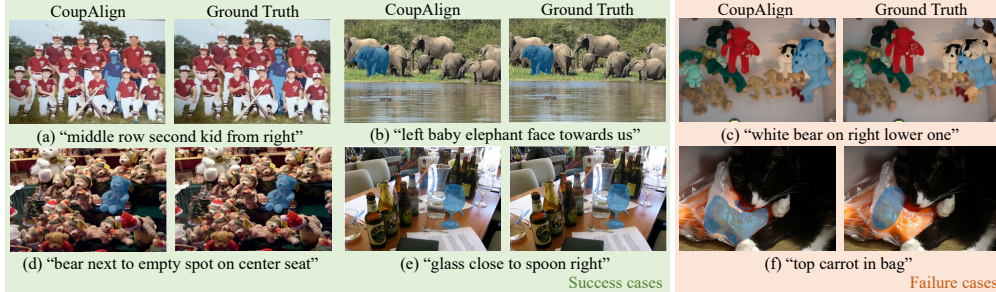 CoupAlign Ground Truth CoupAlign Ground Truth CoupAlign Ground Truth
(a) “middle row second kid from right” (b) “left baby elephant face towards us” (c) “white bear on right lower one”
(d) “bear next to empty spot on center seat” (e) “glass close to spoon right” (f) “top carrot in bag”
Success cases Failure cases